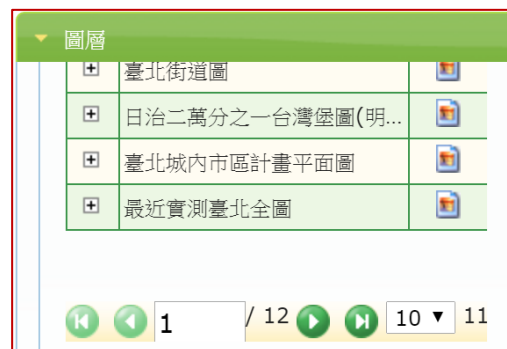 圖層
臺北街道圖
日治二萬分之一台灣堡圖(明...
臺北城內市區計畫平面圖
最近實測臺北全圖
1 / 12 10 11